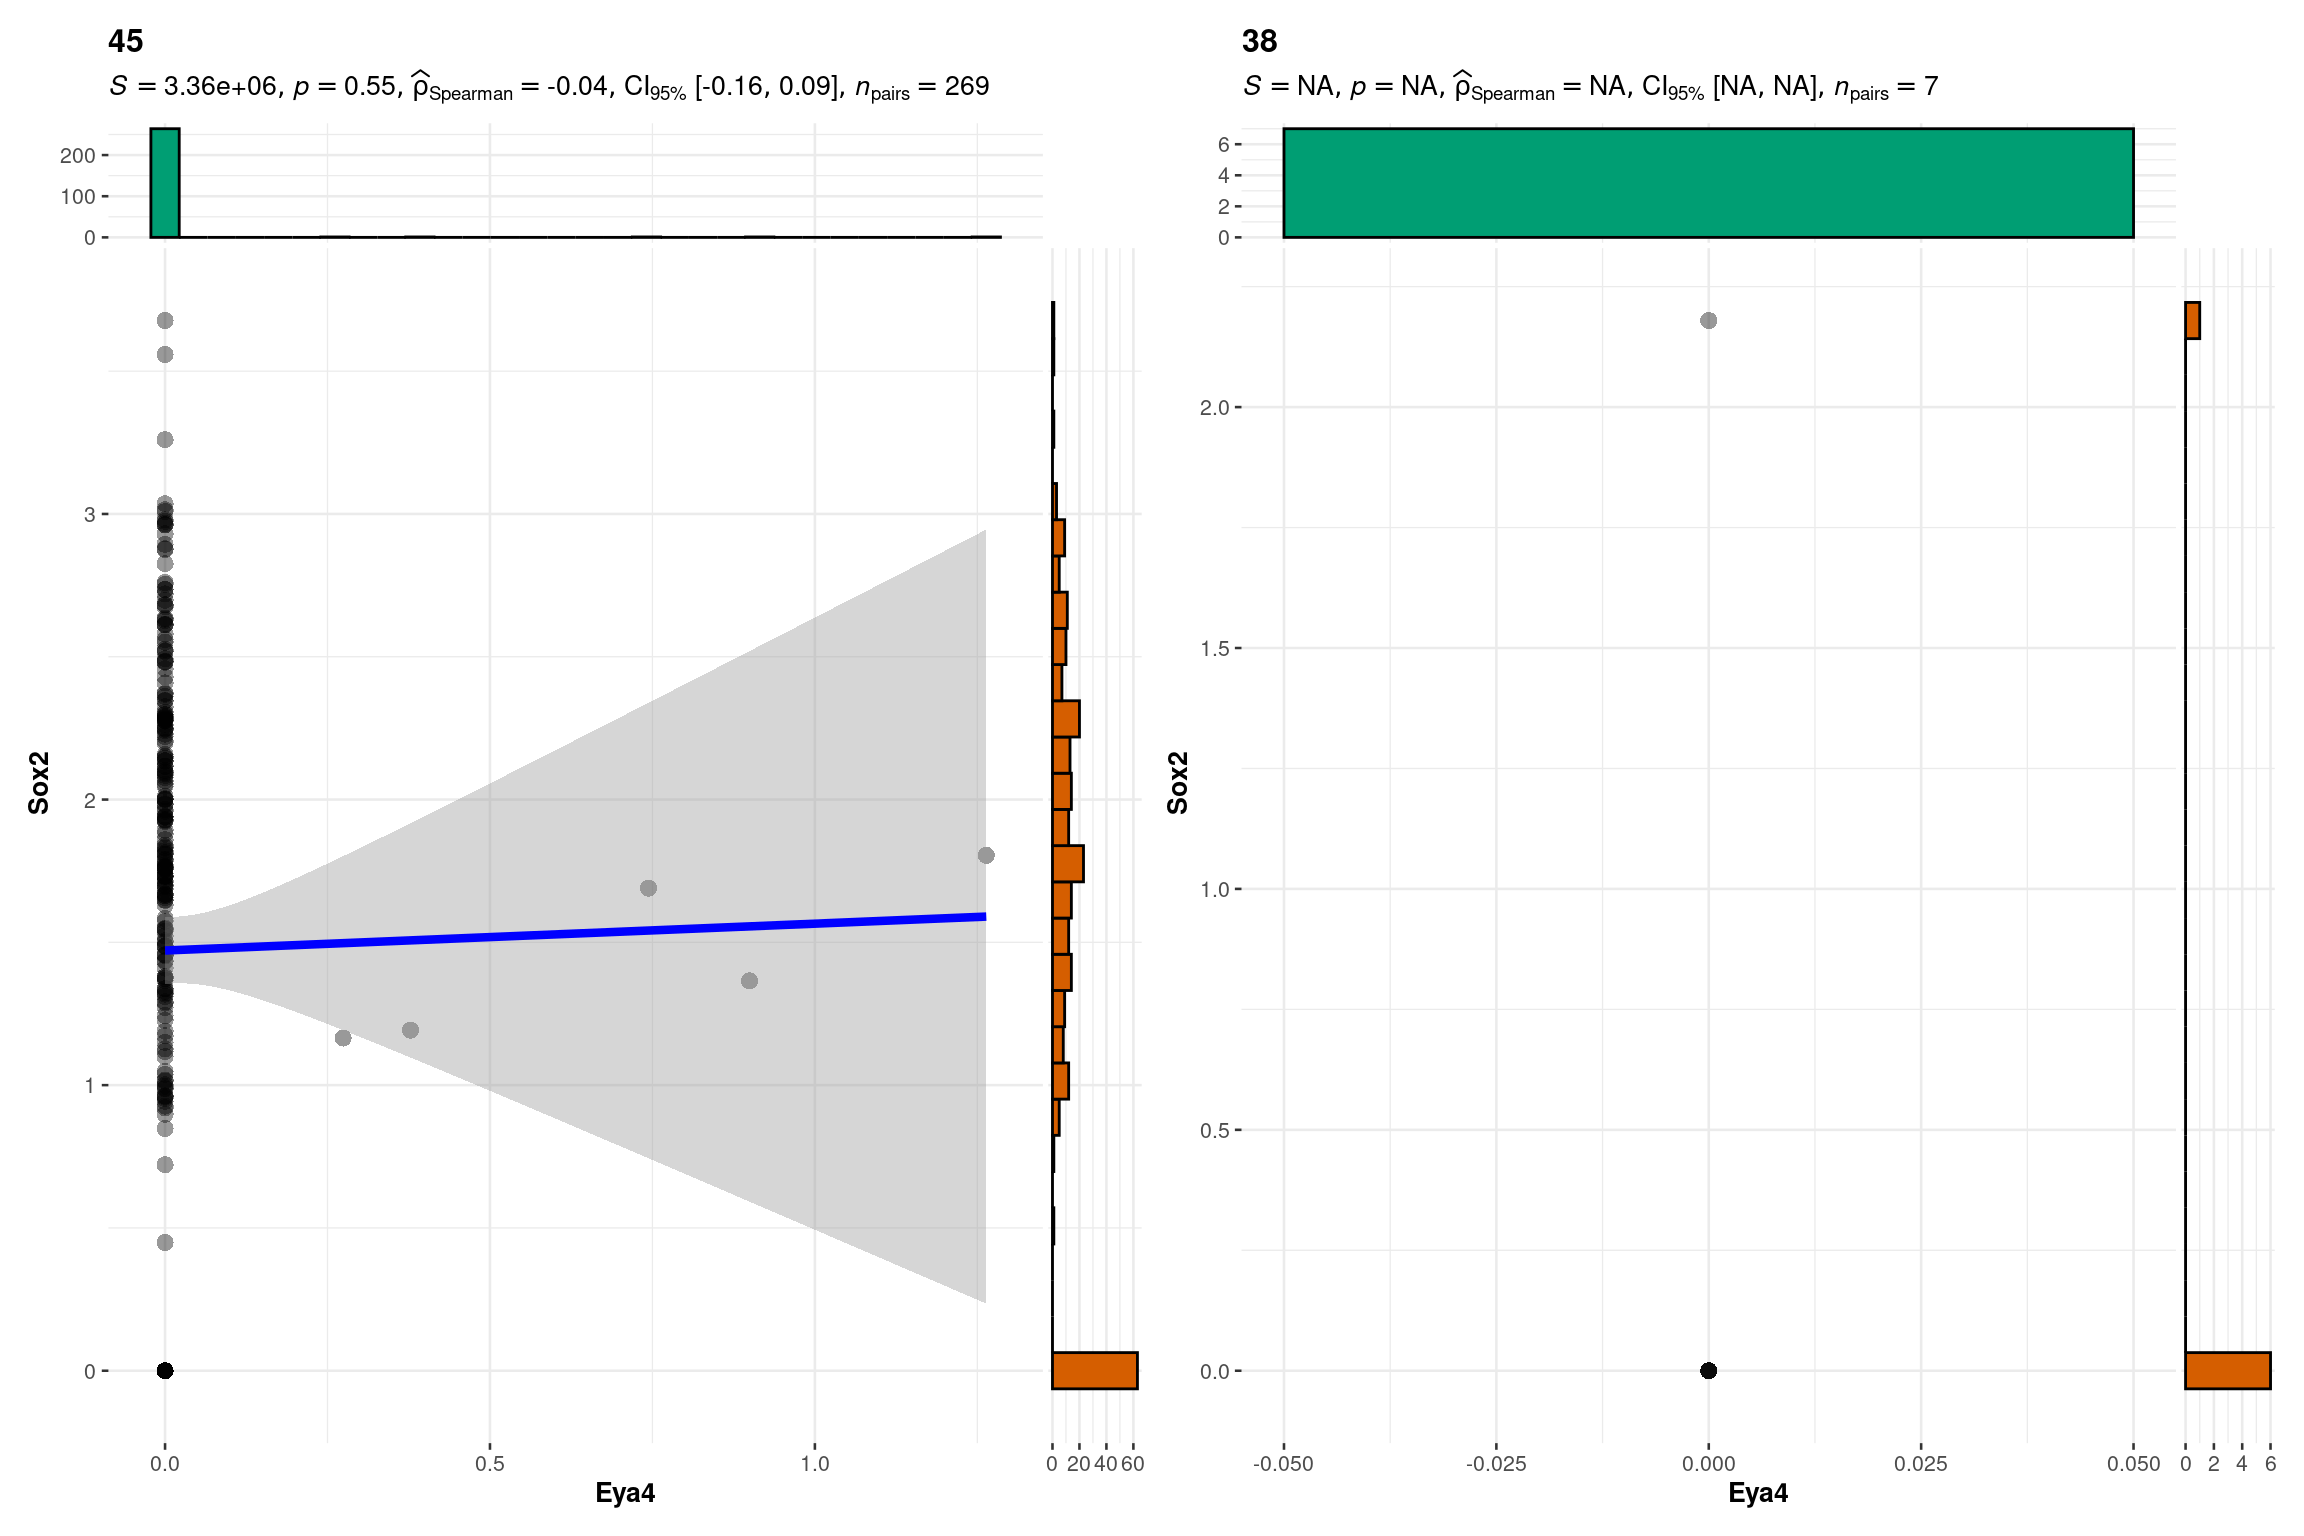 45
S = 3.36e+06, p = 0.55, ρ̂Spearman = -0.04, CI95% [-0.16, 0.09], npairs = 269
200
100
0
3
2
1
0
Sox2
0.0 0.5 1.0
0 20 40 60
Eya4
38
S = NA, p = NA, ρ̂Spearman = NA, CI95% [NA, NA], npairs = 7
6
4
2
0
2.0
1.5
1.0
0.5
0.0
Sox2
-0.050 -0.025 0.000 0.025 0.050
0 2 4 6
Eya4